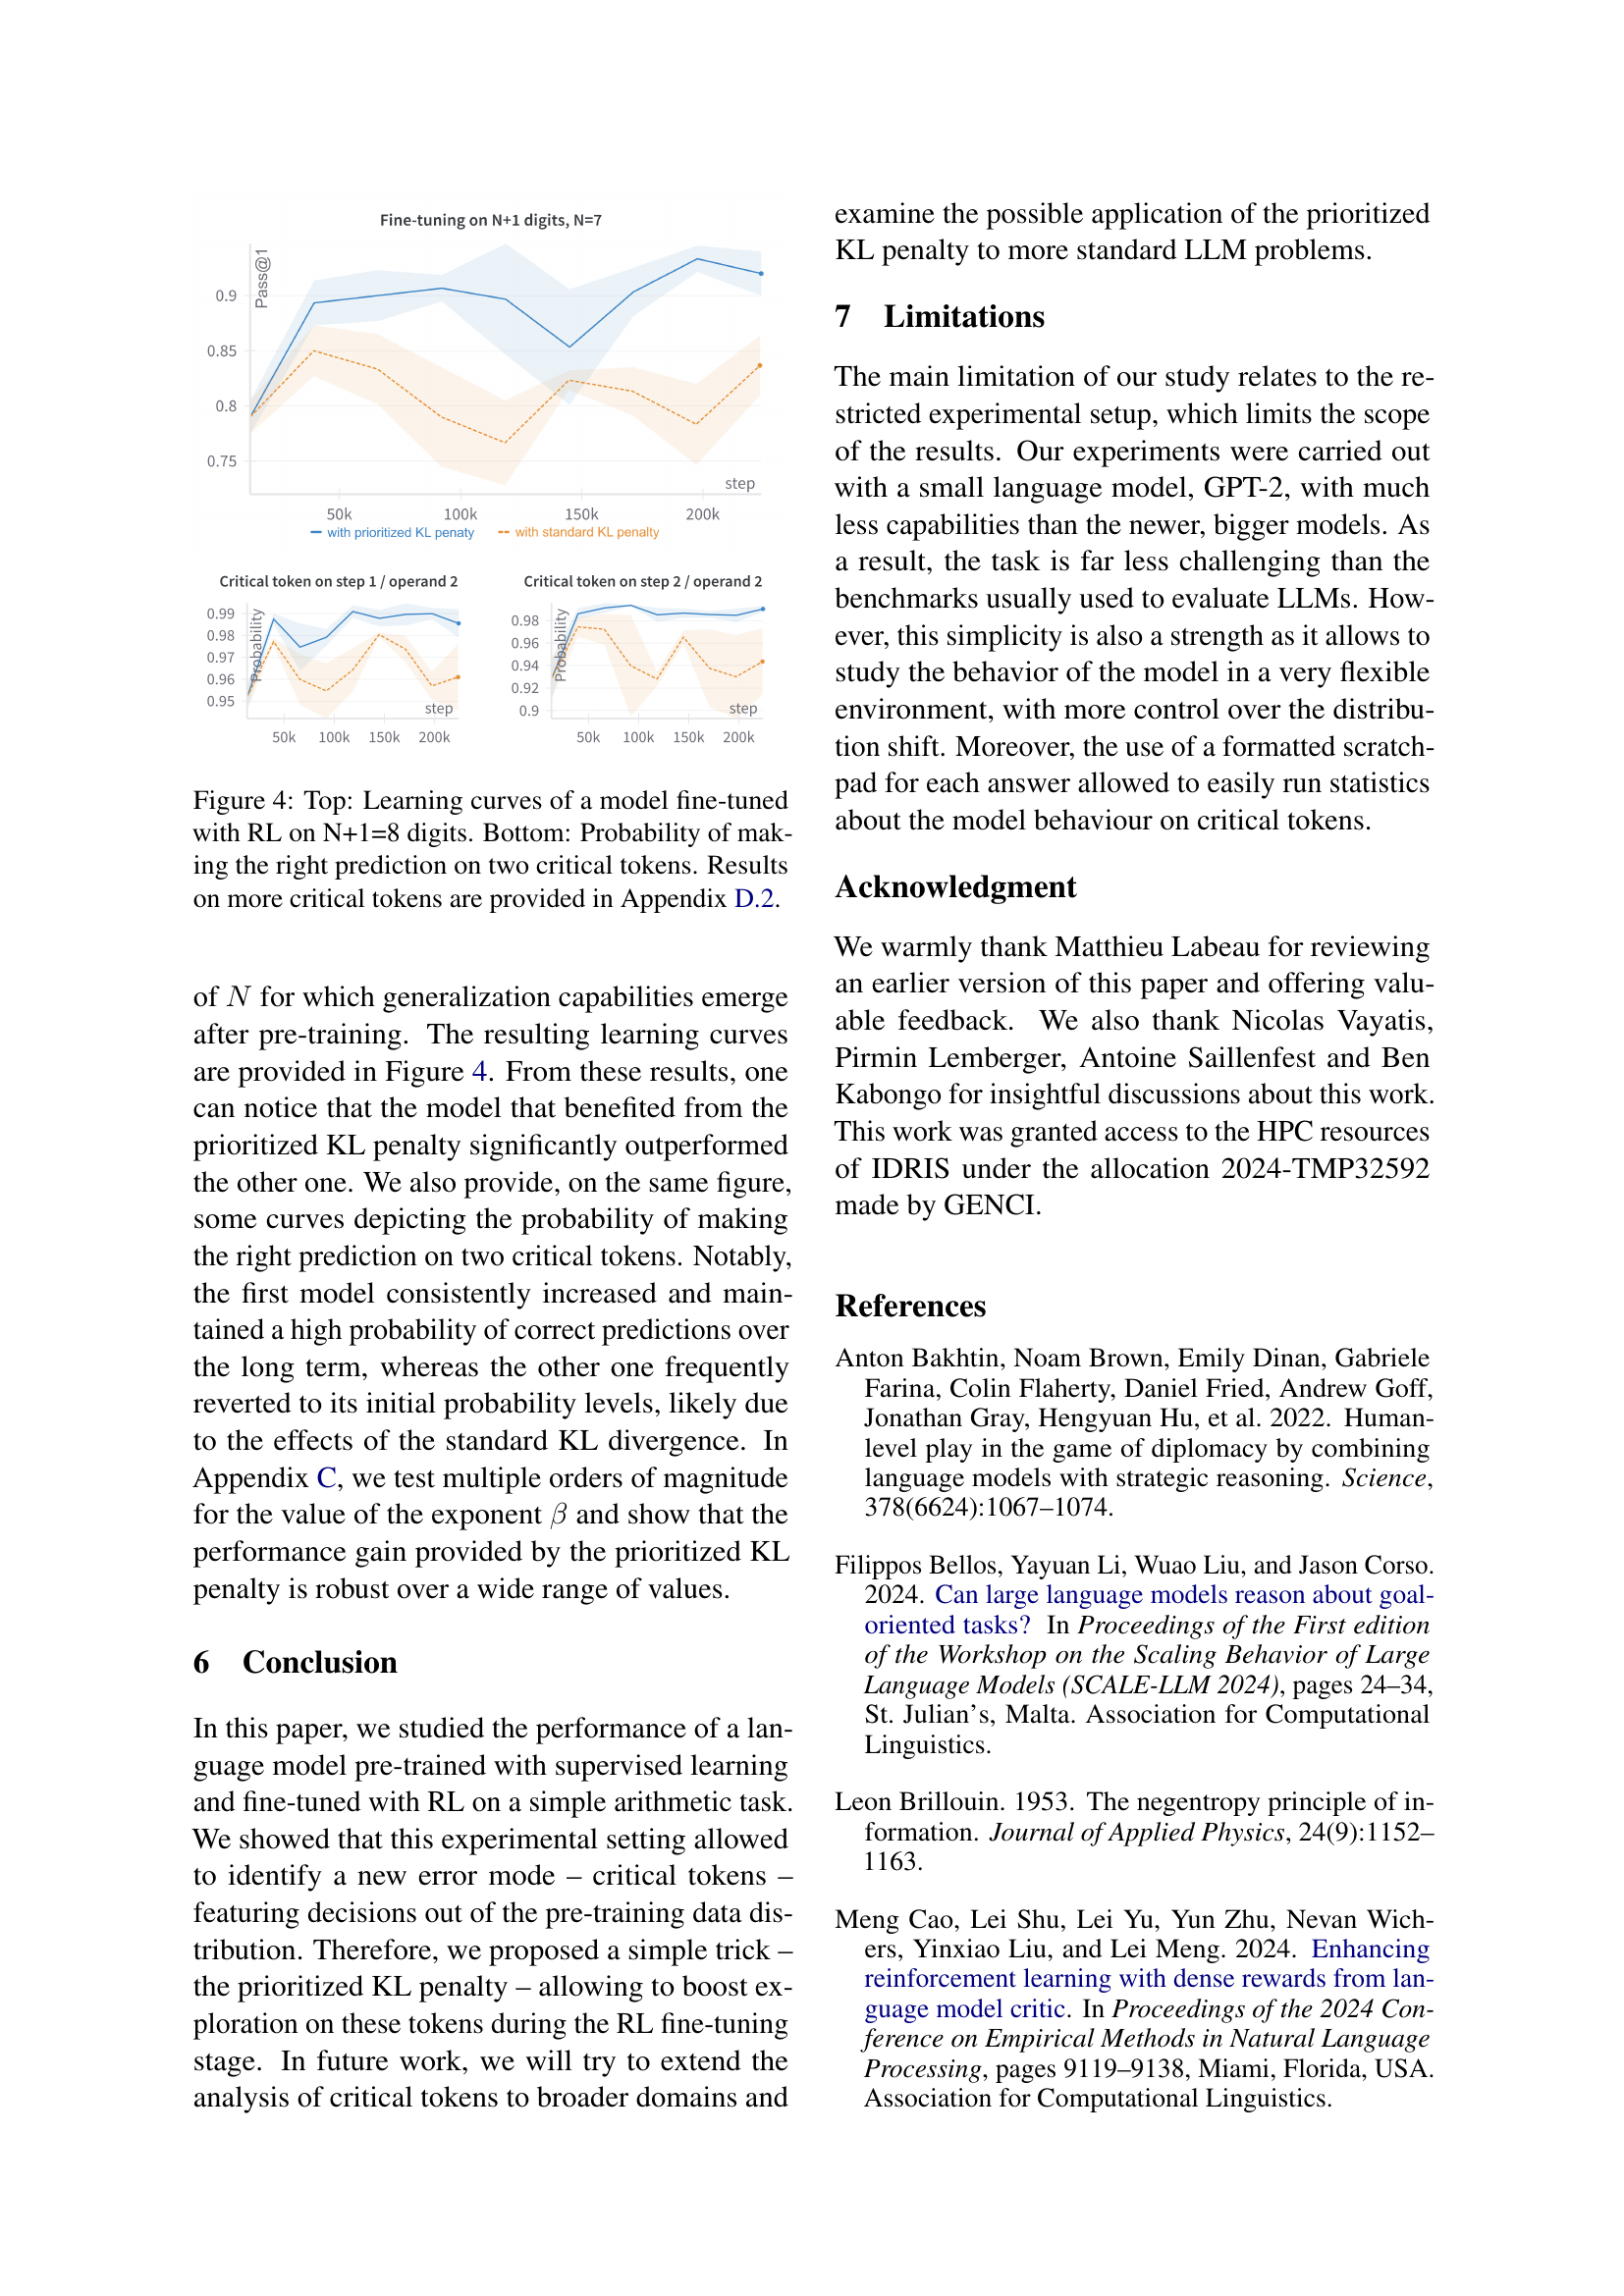 Fine-tuning on N+1 digits, N=7
Pass@1
0.9
0.85
0.8
0.75
step
50k 100k 150k 200k
with prioritized KL penaty with standard KL penalty
Critical token on step 1 / operand 2
Probability
0.99
0.98
0.97
0.96
0.95
step
50k 100k 150k 200k
Critical token on step 2 / operand 2
Probability
0.98
0.96
0.94
0.92
0.9
step
50k 100k 150k 200k
Figure 4: Top: Learning curves of a model fine-tuned
with RL on N+1=8 digits. Bottom: Probability of mak-
ing the right prediction on two critical tokens. Results
on more critical tokens are provided in Appendix D.2.
of N for which generalization capabilities emerge
after pre-training. The resulting learning curves
are provided in Figure 4. From these results, one
can notice that the model that benefited from the
prioritized KL penalty significantly outperformed
the other one. We also provide, on the same figure,
some curves depicting the probability of making
the right prediction on two critical tokens. Notably,
the first model consistently increased and main-
tained a high probability of correct predictions over
the long term, whereas the other one frequently
reverted to its initial probability levels, likely due
to the effects of the standard KL divergence. In
Appendix C, we test multiple orders of magnitude
for the value of the exponent β and show that the
performance gain provided by the prioritized KL
penalty is robust over a wide range of values.
6 Conclusion
In this paper, we studied the performance of a lan-
guage model pre-trained with supervised learning
and fine-tuned with RL on a simple arithmetic task.
We showed that this experimental setting allowed
to identify a new error mode – critical tokens –
featuring decisions out of the pre-training data dis-
tribution. Therefore, we proposed a simple trick –
the prioritized KL penalty – allowing to boost ex-
ploration on these tokens during the RL fine-tuning
stage. In future work, we will try to extend the
analysis of critical tokens to broader domains and
examine the possible application of the prioritized
KL penalty to more standard LLM problems.
7 Limitations
The main limitation of our study relates to the re-
stricted experimental setup, which limits the scope
of the results. Our experiments were carried out
with a small language model, GPT-2, with much
less capabilities than the newer, bigger models. As
a result, the task is far less challenging than the
benchmarks usually used to evaluate LLMs. How-
ever, this simplicity is also a strength as it allows to
study the behavior of the model in a very flexible
environment, with more control over the distribu-
tion shift. Moreover, the use of a formatted scratch-
pad for each answer allowed to easily run statistics
about the model behaviour on critical tokens.
Acknowledgment
We warmly thank Matthieu Labeau for reviewing
an earlier version of this paper and offering valu-
able feedback. We also thank Nicolas Vayatis,
Pirmin Lemberger, Antoine Saillenfest and Ben
Kabongo for insightful discussions about this work.
This work was granted access to the HPC resources
of IDRIS under the allocation 2024-TMP32592
made by GENCI.
References
Anton Bakhtin, Noam Brown, Emily Dinan, Gabriele
Farina, Colin Flaherty, Daniel Fried, Andrew Goff,
Jonathan Gray, Hengyuan Hu, et al. 2022. Human-
level play in the game of diplomacy by combining
language models with strategic reasoning. Science,
378(6624):1067–1074.
Filippos Bellos, Yayuan Li, Wuao Liu, and Jason Corso.
2024. Can large language models reason about goal-
oriented tasks? In Proceedings of the First edition
of the Workshop on the Scaling Behavior of Large
Language Models (SCALE-LLM 2024), pages 24–34,
St. Julian's, Malta. Association for Computational
Linguistics.
Leon Brillouin. 1953. The negentropy principle of in-
formation. Journal of Applied Physics, 24(9):1152–
1163.
Meng Cao, Lei Shu, Lei Yu, Yun Zhu, Nevan Wich-
ers, Yinxiao Liu, and Lei Meng. 2024. Enhancing
reinforcement learning with dense rewards from lan-
guage model critic. In Proceedings of the 2024 Con-
ference on Empirical Methods in Natural Language
Processing, pages 9119–9138, Miami, Florida, USA.
Association for Computational Linguistics.